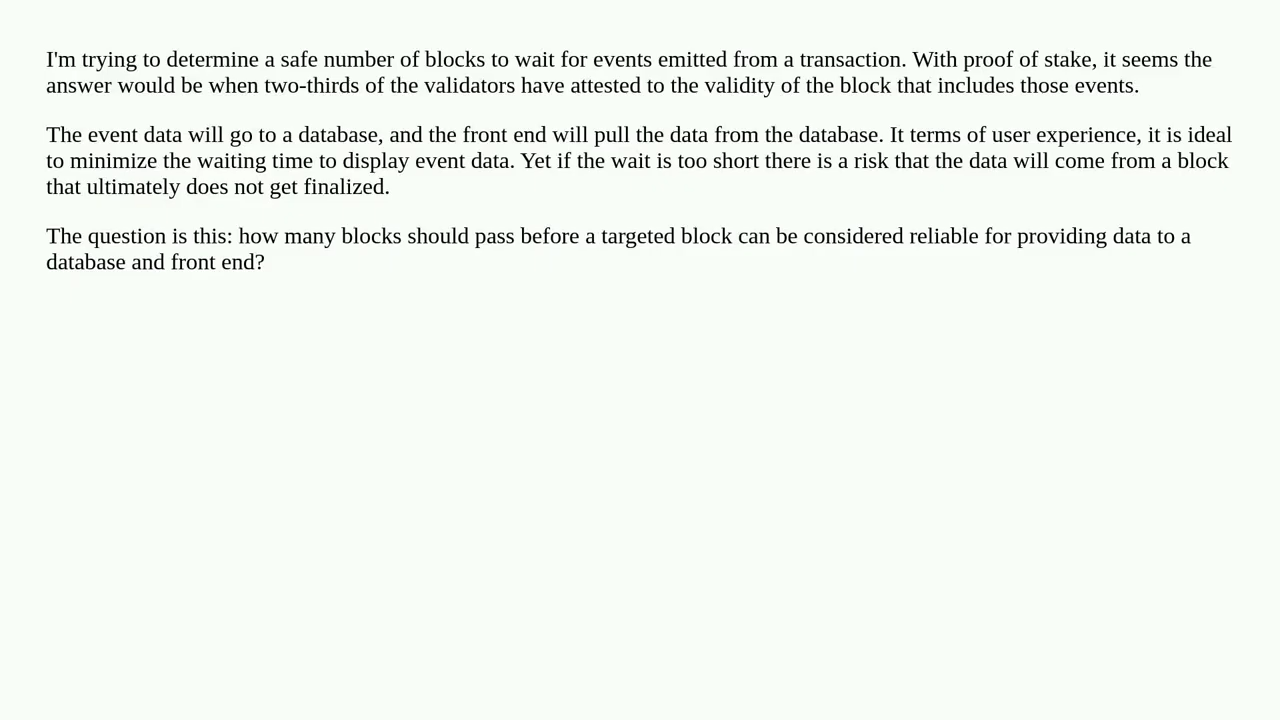 I'm trying to determine a safe number of blocks to wait for events emitted from a transaction. With proof of stake, it seems the
answer would be when two-thirds of the validators have attested to the validity of the block that includes those events.
The event data will go to a database, and the front end will pull the data from the database. It terms of user experience, it is ideal
to minimize the waiting time to display event data. Yet if the wait is too short there is a risk that the data will come from a block
that ultimately does not get finalized.
The question is this: how many blocks should pass before a targeted block can be considered reliable for providing data to a
database and front end?